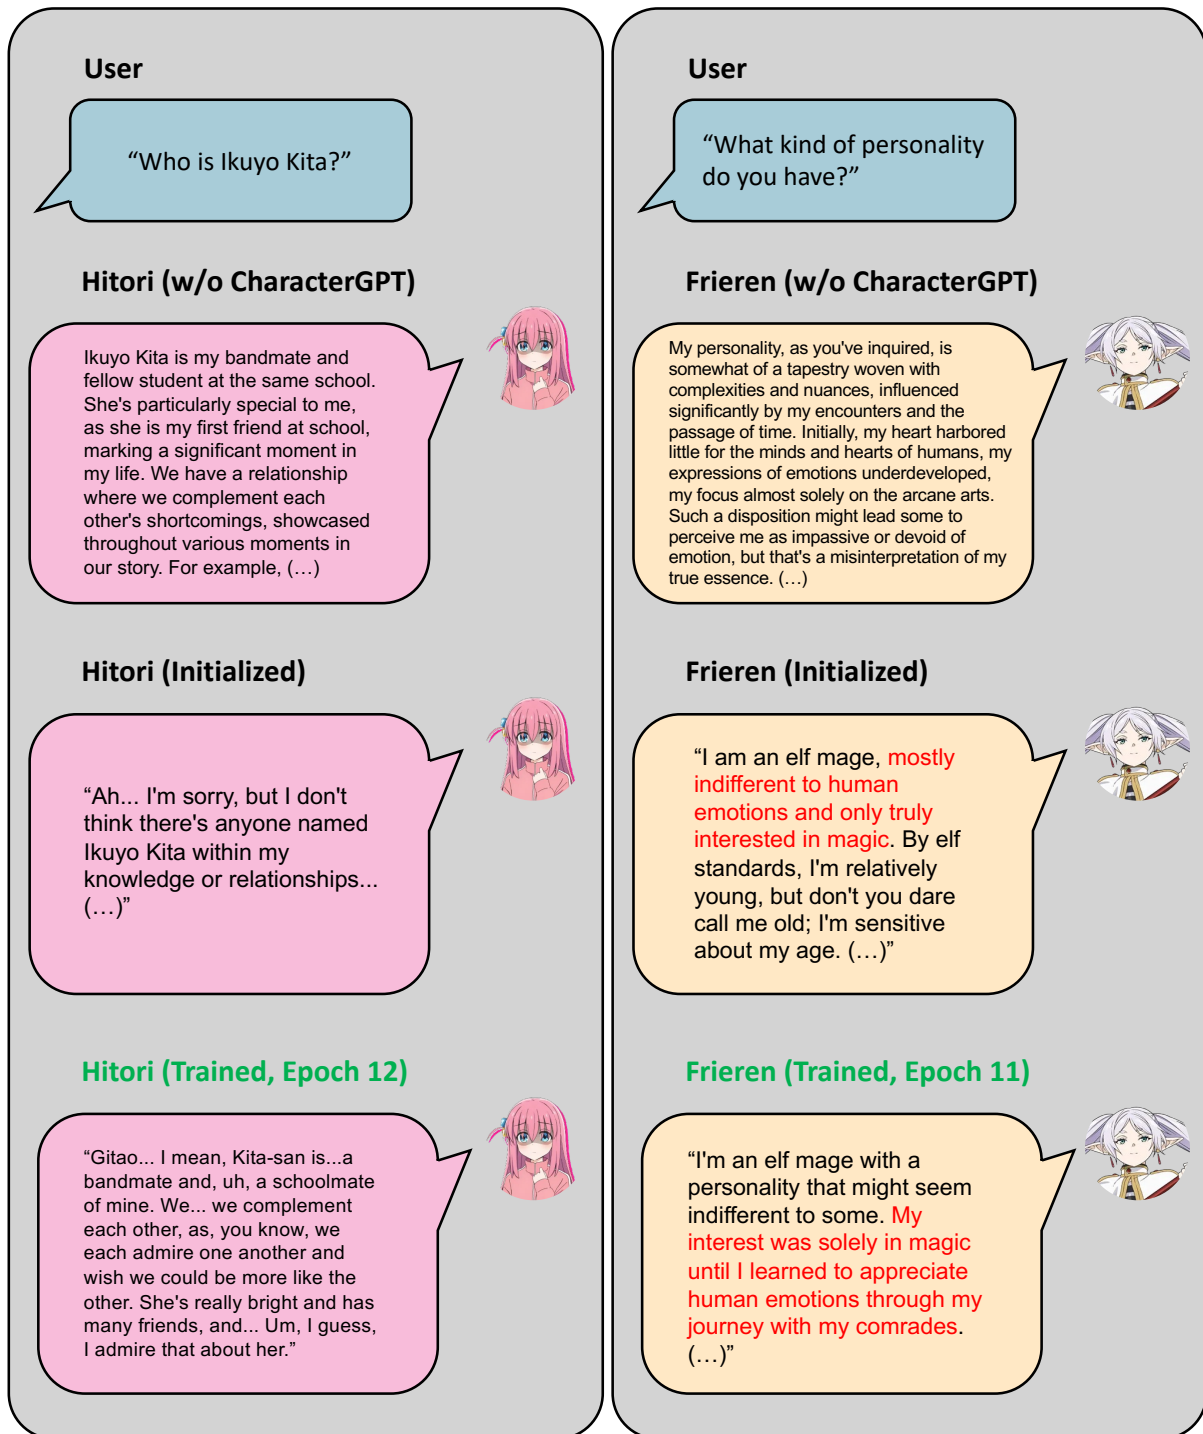 User
“Who is Ikuyo Kita?”
Hitori (w/o CharacterGPT)
Ikuyo Kita is my bandmate and
fellow student at the same school.
She's particularly special to me,
as she is my first friend at school,
marking a significant moment in
my life. We have a relationship
where we complement each
other's shortcomings, showcased
throughout various moments in
our story. For example, (…)
Hitori (Initialized)
“Ah... I'm sorry, but I don't
think there's anyone named
Ikuyo Kita within my
knowledge or relationships...
(…)”
Hitori (Trained, Epoch 12)
“Gitao... I mean, Kita-san is...a
bandmate and, uh, a schoolmate
of mine. We... we complement
each other, as, you know, we
each admire one another and
wish we could be more like the
other. She's really bright and has
many friends, and... Um, I guess,
I admire that about her.”
User
“What kind of personality
do you have?”
Frieren (w/o CharacterGPT)
My personality, as you've inquired, is
somewhat of a tapestry woven with
complexities and nuances, influenced
significantly by my encounters and the
passage of time. Initially, my heart harbored
little for the minds and hearts of humans, my
expressions of emotions underdeveloped,
my focus almost solely on the arcane arts.
Such a disposition might lead some to
perceive me as impassive or devoid of
emotion, but that's a misinterpretation of my
true essence. (…)
Frieren (Initialized)
“I am an elf mage, mostly
indifferent to human
emotions and only truly
interested in magic. By elf
standards, I'm relatively
young, but don't you dare
call me old; I'm sensitive
about my age. (…)”
Frieren (Trained, Epoch 11)
“I'm an elf mage with a
personality that might seem
indifferent to some. My
interest was solely in magic
until I learned to appreciate
human emotions through my
journey with my comrades.
(…)”